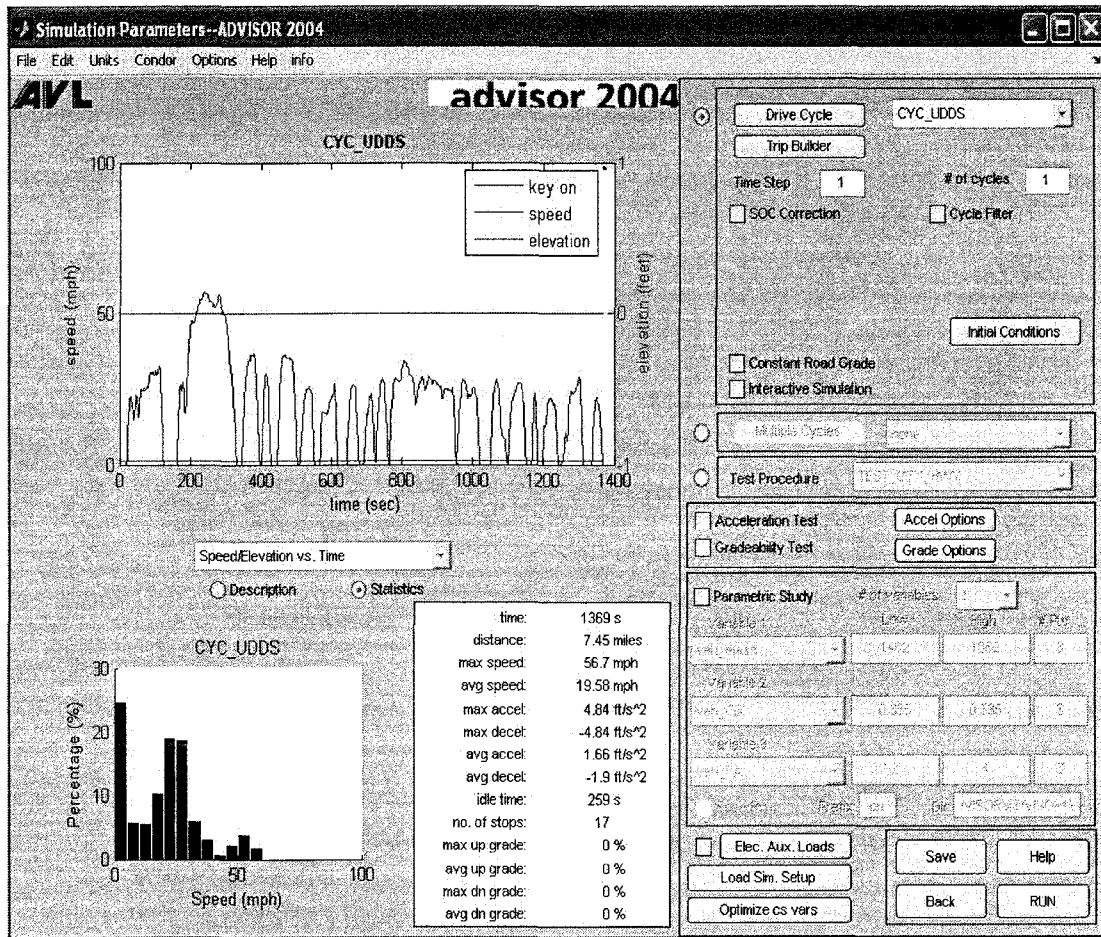 Simulation Parameters--ADVISOR 2004
File Edit Units Condor Options Help info
AVL
advisor 2004
CYC_UDDS
100
50
0
1
0
-1
key on
speed
elevation
speed (mph)
elevation (feet)
0 200 400 600 800 1000 1200 1400
time (sec)
Speed/Elevation vs. Time
Description Statistics
CYC_UDDS
30
20
10
0
Percentage (%)
0 50 100
Speed (mph)
time: 1369 s
distance: 7.45 miles
max speed: 56.7 mph
avg speed: 19.58 mph
max accel: 4.84 ft/s^2
max decel: -4.84 ft/s^2
avg accel: 1.66 ft/s^2
avg decel: -1.9 ft/s^2
idle time: 259 s
no. of stops: 17
max up grade: 0 %
avg up grade: 0 %
max dn grade: 0 %
avg dn grade: 0 %
Drive Cycle CYC_UDDS
Trip Builder
Time Step 1 # of cycles 1
SOC Correction Cycle Filter
Initial Conditions
Constant Road Grade
Interactive Simulation
Multiple Cycles none
Test Procedure
Acceleration Test Accel Options
Gradeability Test Grade Options
Parametric Study # of variables
Variable 1 Low High # Pts
Variable 2
0.335 0.335 3
Variable 3
Elec. Aux. Loads
Load Sim. Setup
Optimize cs vars
Save Help
Back RUN